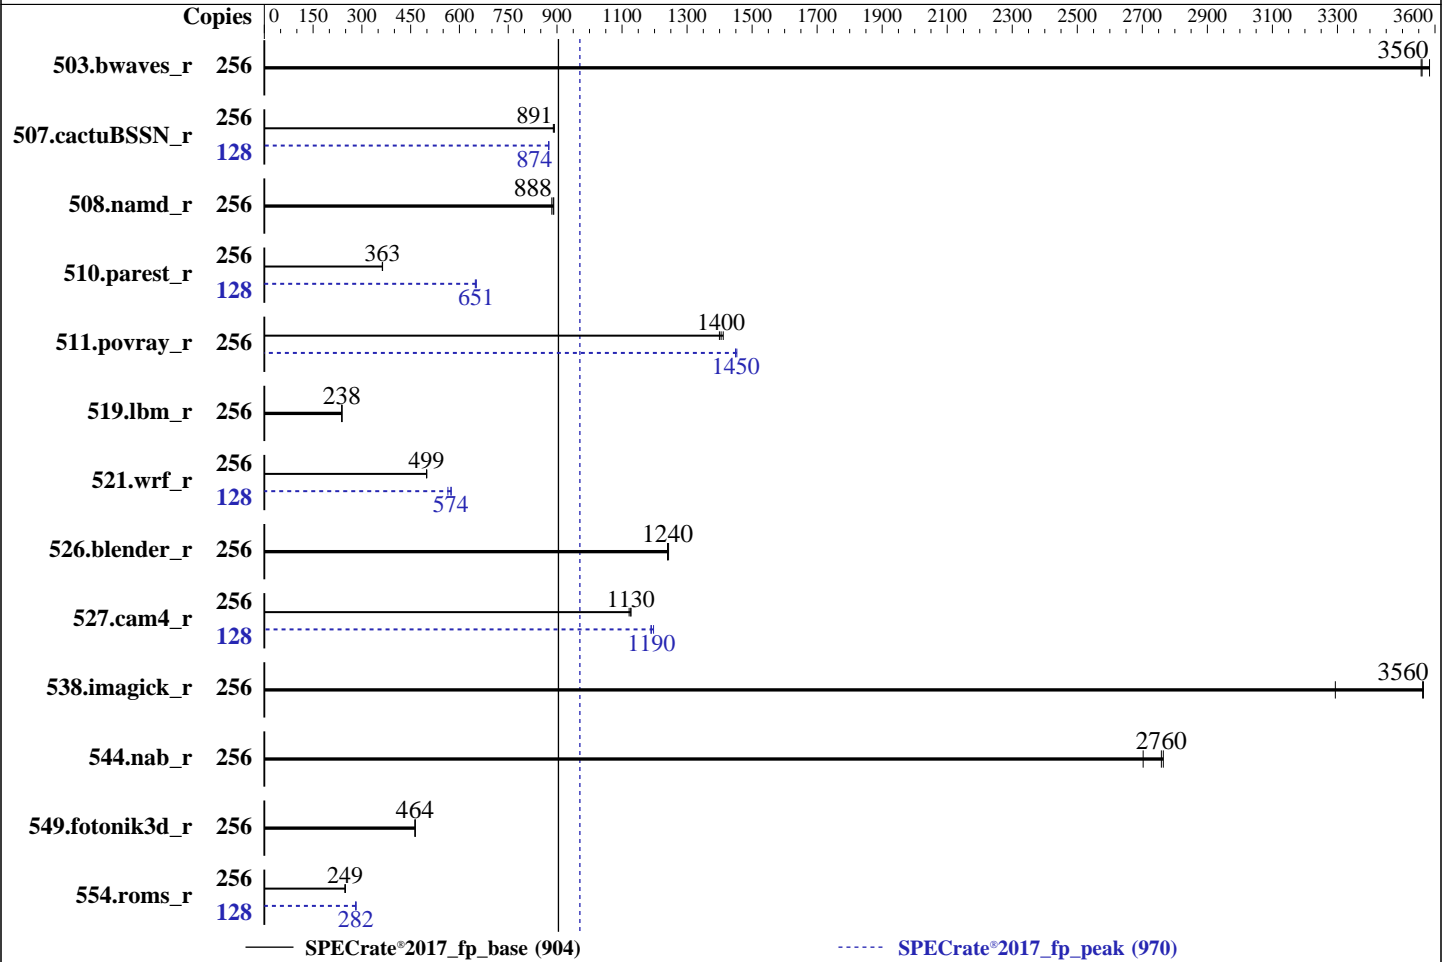 Copies 0 150 300 450 600 750 900 1100 1300 1500 1700 1900 2100 2300 2500 2700 2900 3100 3300 3600
503.bwaves_r 256 3560
507.cactuBSSN_r 256 891
128 874
508.namd_r 256 888
510.parest_r 256 363
128 651
511.povray_r 256 1400
1450
519.lbm_r 256 238
521.wrf_r 256 499
128 574
526.blender_r 256 1240
527.cam4_r 256 1130
128 1190
538.imagick_r 256 3560
544.nab_r 256 2760
549.fotonik3d_r 256 464
554.roms_r 256 249
128 282
SPECrate®2017_fp_base (904) SPECrate®2017_fp_peak (970)